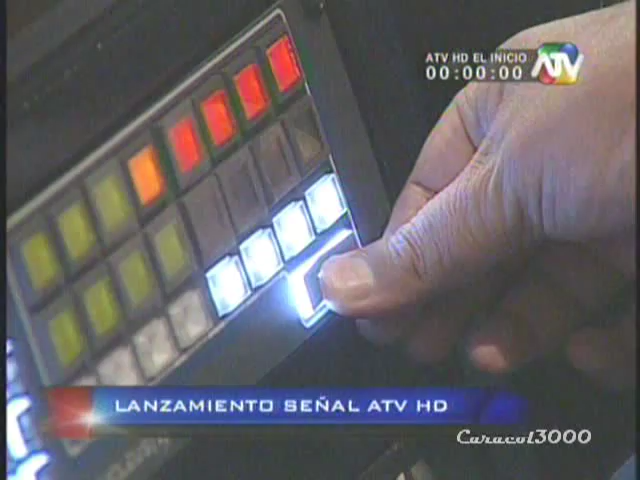 ATV HD EL INICIO
00:00:00
ATV
LANZAMIENTO SEÑAL ATV HD
Caracol3000